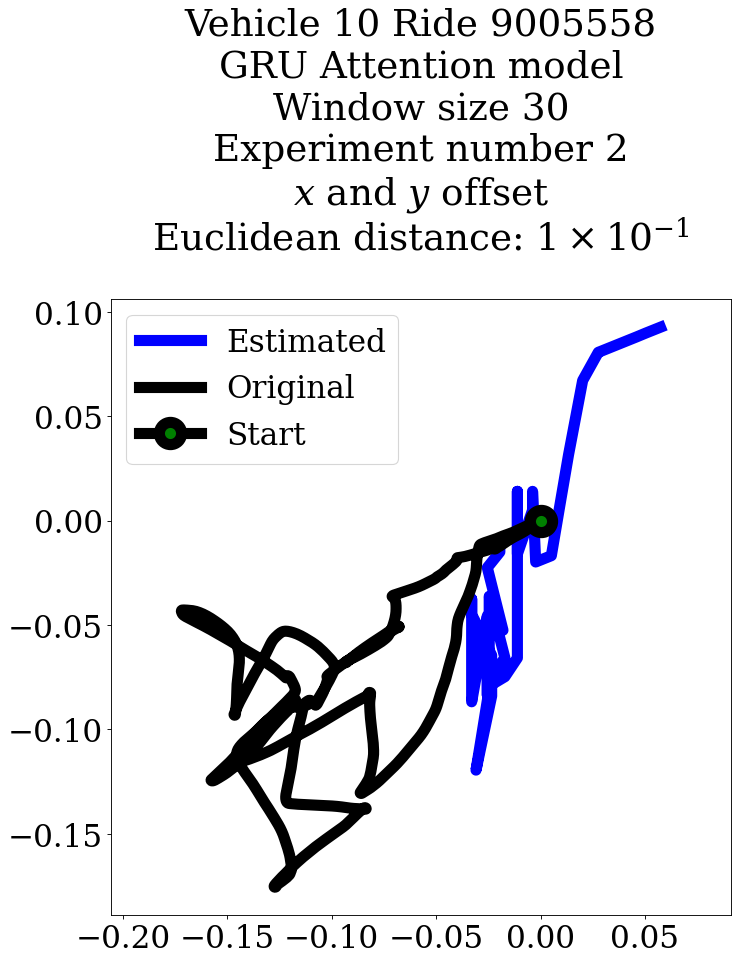 Vehicle 10 Ride 9005558
GRU Attention model
Window size 30
Experiment number 2
x and y offset
Euclidean distance: 1 × 10⁻¹
Estimated
Original
Start
0.10
0.05
0.00
−0.05
−0.10
−0.15
−0.20 −0.15 −0.10 −0.05 0.00 0.05